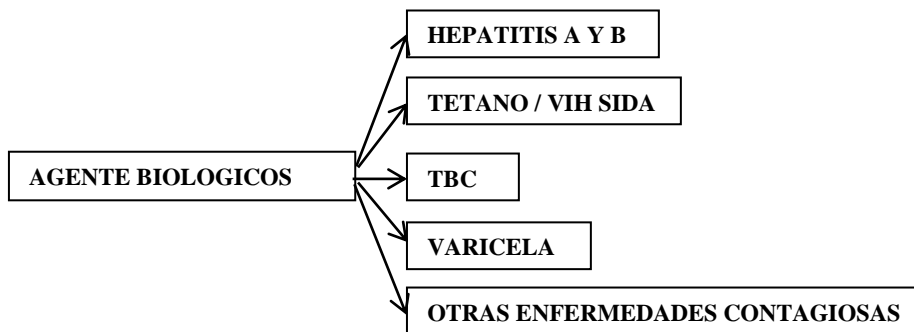 HEPATITIS A Y B
TETANO / VIH SIDA
AGENTE BIOLOGICOS
TBC
VARICELA
OTRAS ENFERMEDADES CONTAGIOSAS